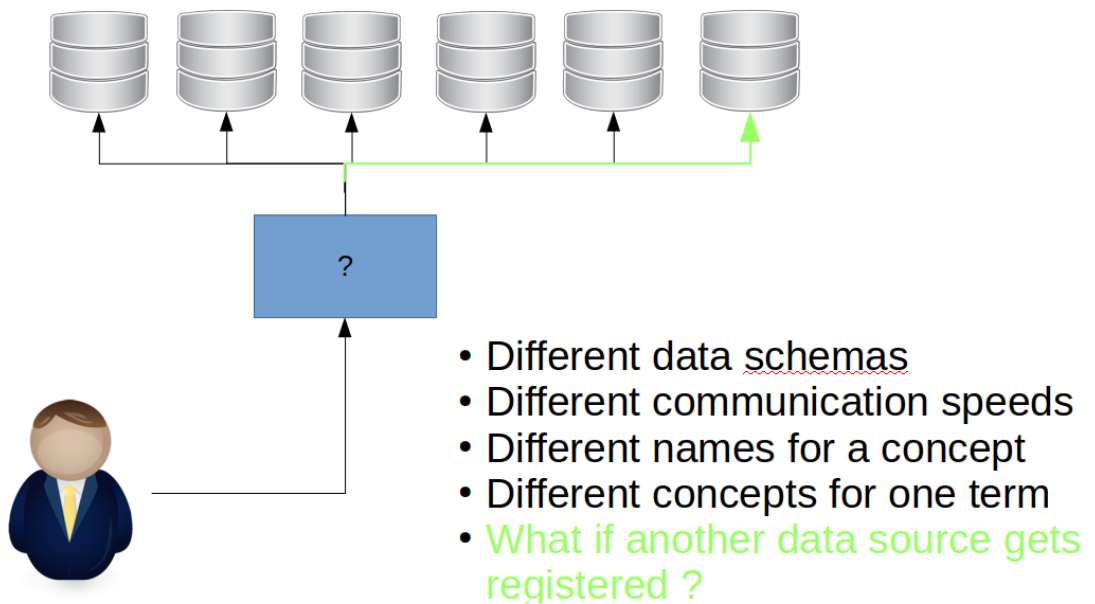 ?
• Different data schemas
• Different communication speeds
• Different names for a concept
• Different concepts for one term
• What if another data source gets
registered ?